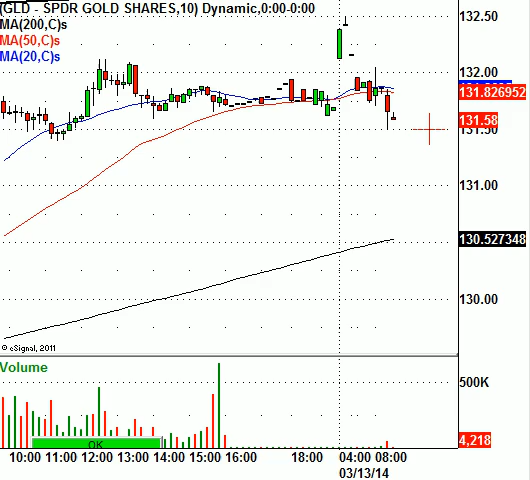 (GLD - SPDR GOLD SHARES,10) Dynamic,0:00-0:00
MA(200,C)s
MA(50,C)s
MA(20,C)s
132.50
132.00
131.826952
131.58
131.50
131.00
130.527348
130.00
© eSignal, 2011
Volume
500K
4,218
OK
10:00 11:00 12:00 13:00 14:00 15:00 16:00 18:00 04:00 08:00
03/13/14